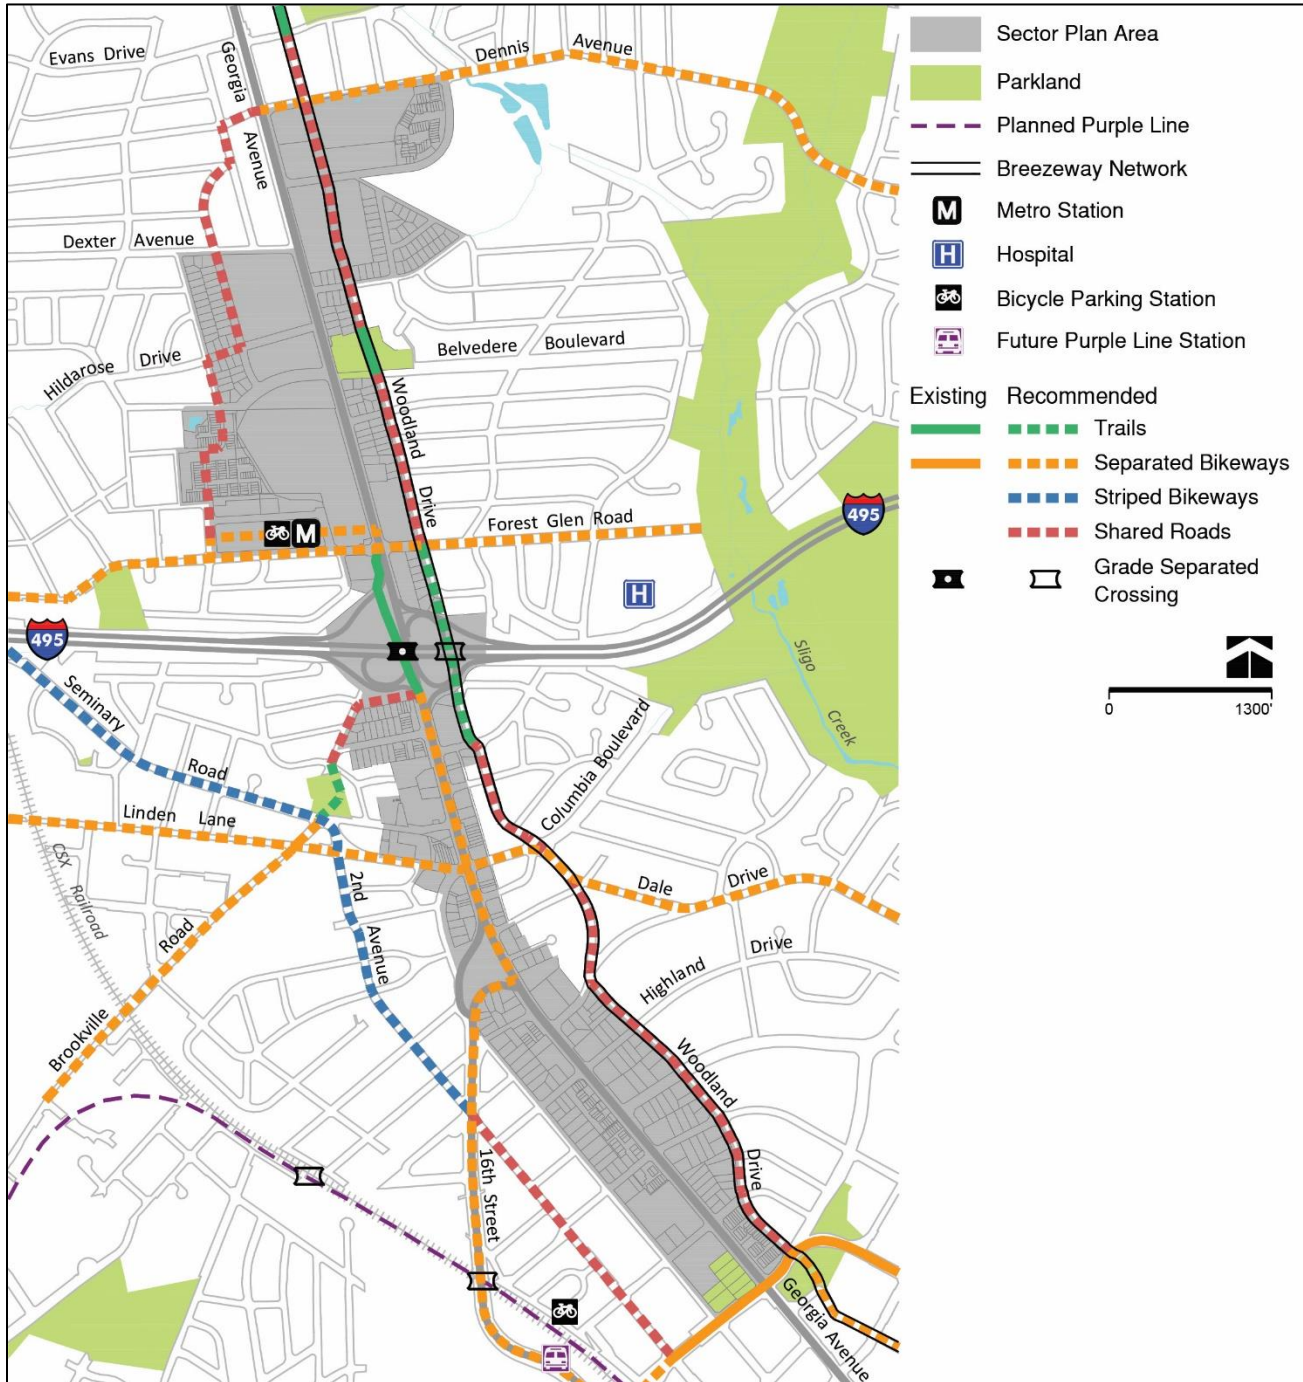 Evans Drive
Georgia
Avenue
Dennis Avenue
Dexter Avenue
Hildarose Drive
Belvedere Boulevard
Woodland
Drive
M
Forest Glen Road
495
H
495
Sligo
Creek
Seminary
Road
Linden Lane
Columbia Boulevard
CSX Railroad
2nd
Avenue
Dale Drive
Road
Brookville
Highland Drive
Woodland
Drive
16th Street
Georgia Avenue
Sector Plan Area
Parkland
Planned Purple Line
Breezeway Network
M Metro Station
H Hospital
Bicycle Parking Station
Future Purple Line Station
Existing Recommended
Trails
Separated Bikeways
Striped Bikeways
Shared Roads
Grade Separated
Crossing
0 1300'